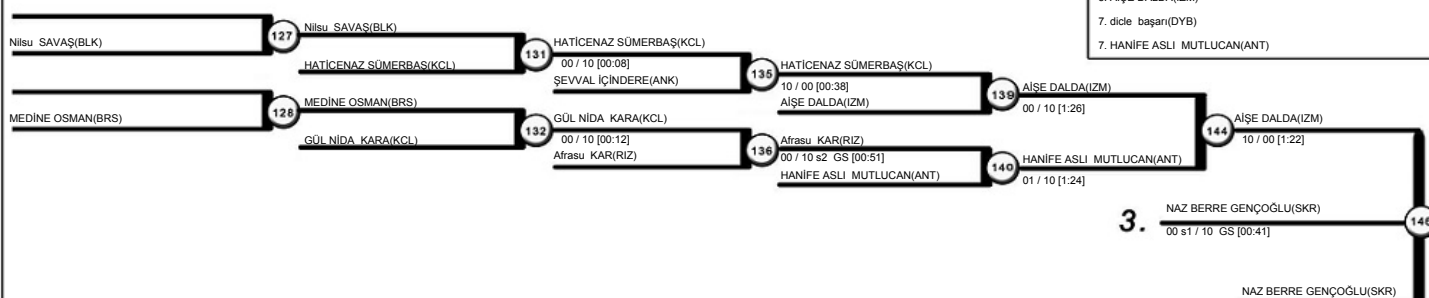 7. dicle başarı(DYB)
7. HANİFE ASLI MUTLUCAN(ANT)
Nilsu SAVAŞ(BLK)
127
Nilsu SAVAŞ(BLK)
HATİCENAZ SÜMERBAŞ(KCL)
131
HATİCENAZ SÜMERBAŞ(KCL)
00 / 10 [00:08]
ŞEVVAL İÇİNDERE(ANK)
135
HATİCENAZ SÜMERBAŞ(KCL)
10 / 00 [00:38]
AİŞE DALDA(IZM)
139
AİŞE DALDA(IZM)
00 / 10 [1:26]
MEDİNE OSMAN(BRS)
128
MEDİNE OSMAN(BRS)
GÜL NİDA KARA(KCL)
132
GÜL NİDA KARA(KCL)
00 / 10 [00:12]
Afrasu KAR(RIZ)
136
Afrasu KAR(RIZ)
00 / 10 s2 GS [00:51]
HANİFE ASLI MUTLUCAN(ANT)
140
HANİFE ASLI MUTLUCAN(ANT)
01 / 10 [1:24]
144
AİŞE DALDA(IZM)
10 / 00 [1:22]
3.
NAZ BERRE GENÇOĞLU(SKR)
00 s1 / 10 GS [00:41]
146
NAZ BERRE GENÇOĞLU(SKR)